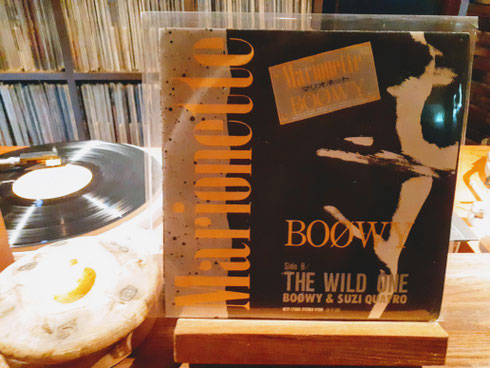 Marionette
Marionette
マリオネット
BOØWY
BOØWY
Side B/
THE WILD ONE
BOØWY & SUZI QUATRO